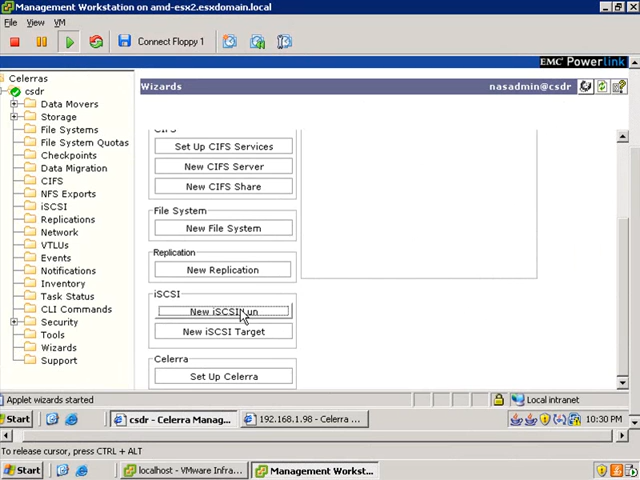 Management Workstation on amd-esx2.esxdomain.local
File View VM
Connect Floppy 1
EMC² Powerlink
Celerras
csdr
Data Movers
Storage
File Systems
File System Quotas
Checkpoints
Data Migration
CIFS
NFS Exports
iSCSI
Replications
Network
VTLUs
Events
Notifications
Inventory
Task Status
CLI Commands
Security
Tools
Wizards
Support
Wizards
nasadmin@csdr
CIFS
Set Up CIFS Services
New CIFS Server
New CIFS Share
File System
New File System
Replication
New Replication
iSCSI
New iSCSI Lun
New iSCSI Target
Celerra
Set Up Celerra
Applet wizards started
Local intranet
Start
csdr - Celerra Manag...
192.168.1.98 - Celerra ...
10:30 PM
To release cursor, press CTRL + ALT
Start
localhost - VMware Infra...
Management Workst...